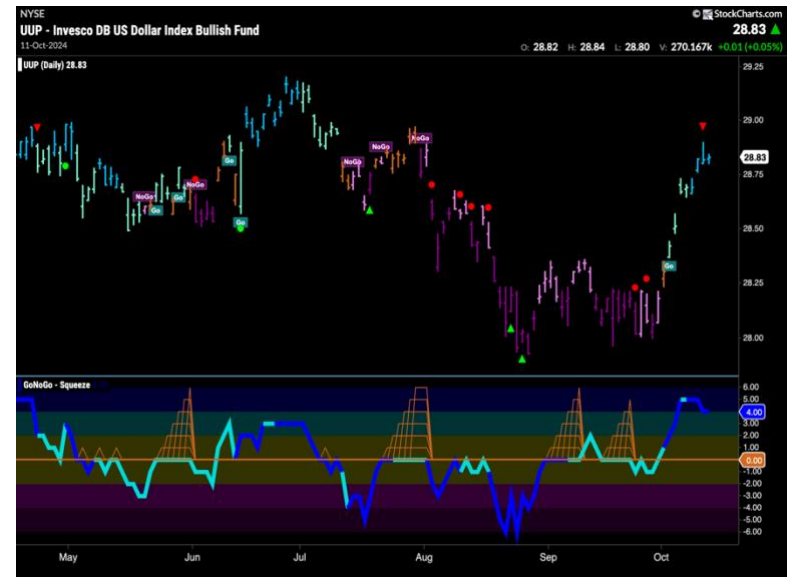 NYSE
© StockCharts.com
UUP - Invesco DB US Dollar Index Bullish Fund
28.83
11-Oct-2024
O: 28.82 H: 28.84 L: 28.80 V: 270.167k +0.01 (+0.05%)
UUP (Daily) 28.83
29.25
29.00
28.83
28.75
28.50
28.25
28.00
NoGo
NoGo
Go
NoGo
Go
NoGo
Go
Go
NoGo
Go
GoNoGo - Squeeze
6.00
5.00
4.00
3.00
2.00
1.00
0.00
-1.00
-2.00
-3.00
-4.00
-5.00
-6.00
May Jun Jul Aug Sep Oct